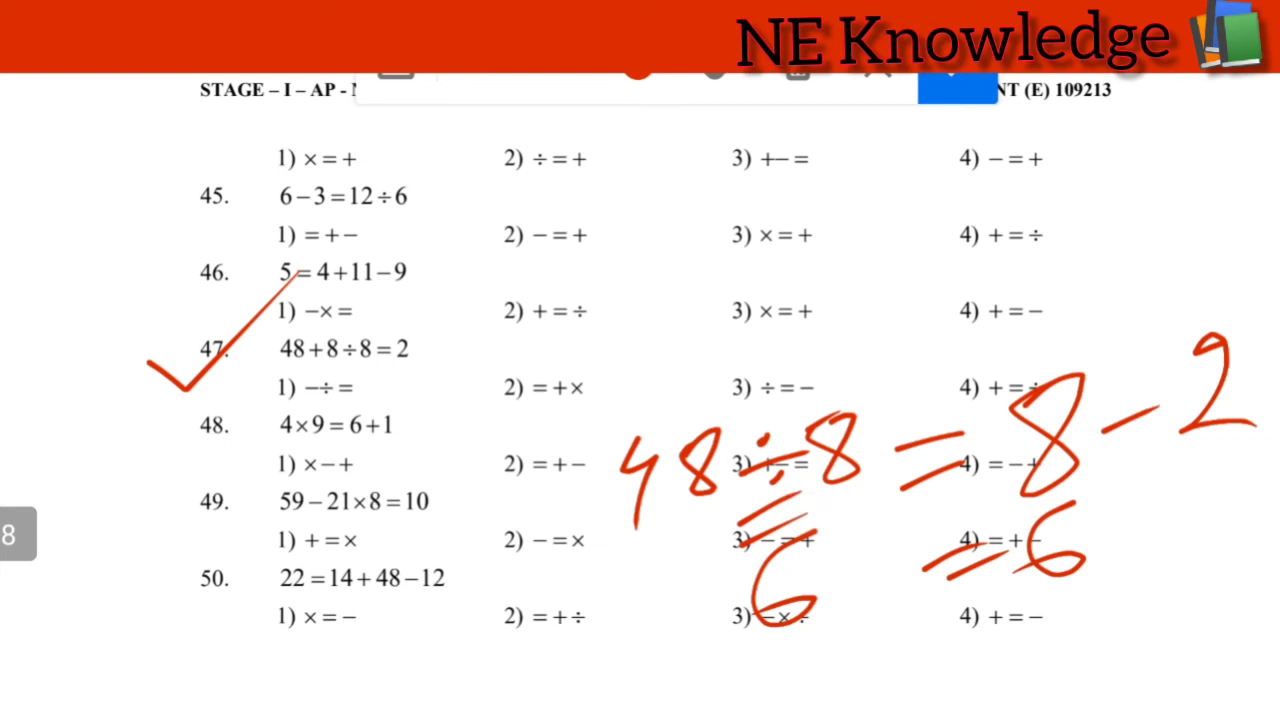 NE Knowledge
STAGE – I – AP - NT (E) 109213
1) × = + 2) ÷ = + 3) +– = 4) – = +
45. 6 – 3 = 12 ÷ 6
1) = + – 2) – = + 3) × = + 4) + = ÷
46. 5 = 4 + 11 – 9
1) –× = 2) + = ÷ 3) × = + 4) + = –
47. 48 + 8 ÷ 8 = 2
1) –÷ = 2) = + × 3) ÷ = – 4) + = ÷
48. 4 × 9 = 6 + 1
1) × – + 2) = + – 3) +– = 4) = – +
48 ÷ 8 = 8 – 2
49. 59 – 21 × 8 = 10
1) + = × 2) – = × 3) – = + 4) = + –
= 6 = 6
50. 22 = 14 + 48 – 12
1) × = – 2) = + ÷ 3) – × ÷ 4) + = –
8